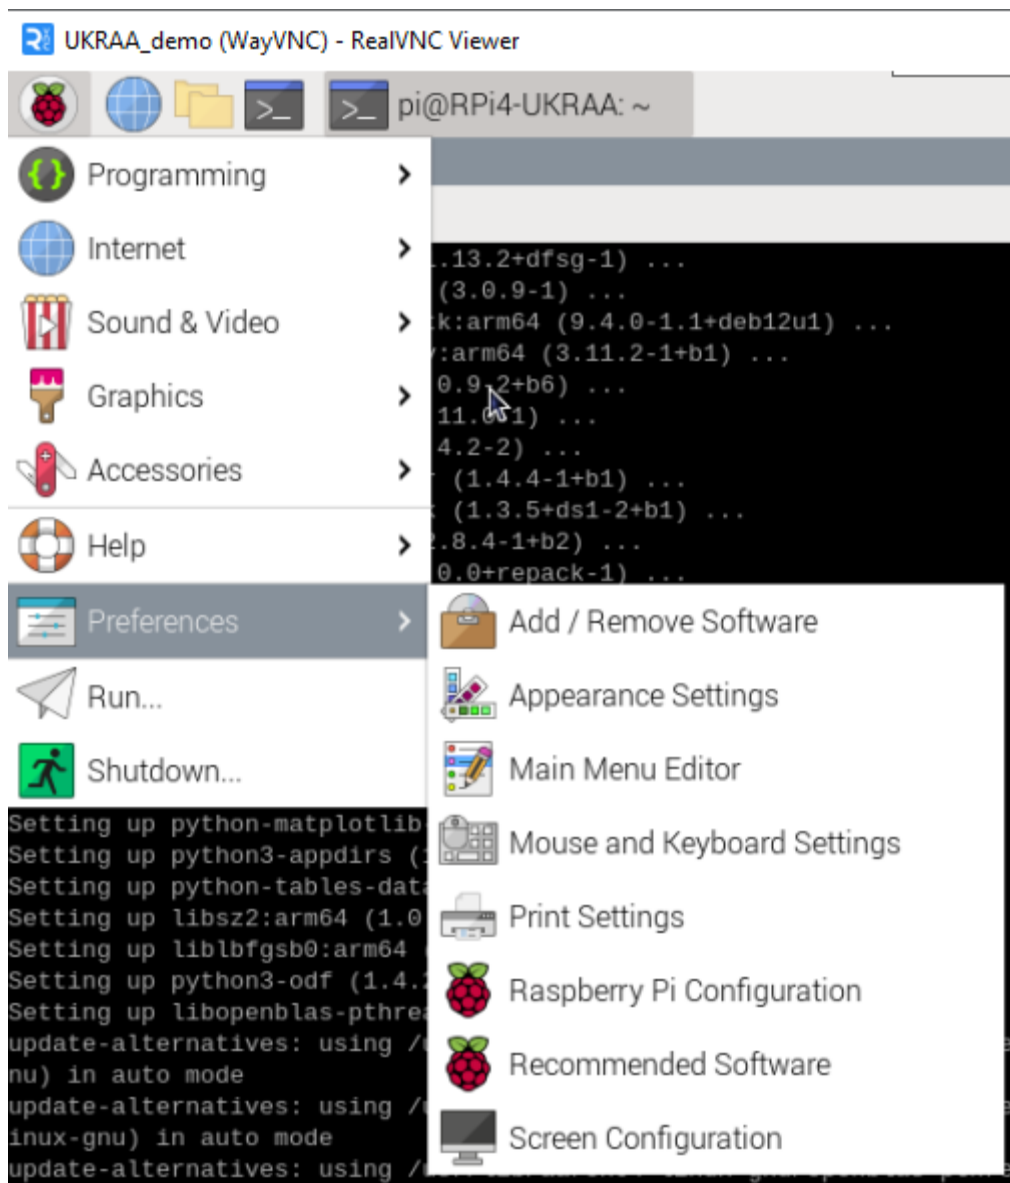 UKRAA_demo (WayVNC) - RealVNC Viewer
>_ >_ pi@RPi4-UKRAA: ~
Programming
Internet
Sound & Video
Graphics
Accessories
Help
Preferences
Run...
Shutdown...
.13.2+dfsg-1) ...
(3.0.9-1) ...
k:arm64 (9.4.0-1.1+deb12u1) ...
:arm64 (3.11.2-1+b1) ...
0.9-2+b6) ...
11.0-1) ...
4.2-2) ...
(1.4.4-1+b1) ...
(1.3.5+ds1-2+b1) ...
.8.4-1+b2) ...
0.0+repack-1) ...
Add / Remove Software
Appearance Settings
Main Menu Editor
Mouse and Keyboard Settings
Print Settings
Raspberry Pi Configuration
Recommended Software
Screen Configuration
Setting up python-matplotlib
Setting up python3-appdirs (
Setting up python-tables-data
Setting up libsz2:arm64 (1.0
Setting up liblbfgsb0:arm64
Setting up python3-odf (1.4.2
Setting up libopenblas-pthrea
update-alternatives: using /
nu) in auto mode
update-alternatives: using /
inux-gnu) in auto mode
update-alternatives: using /